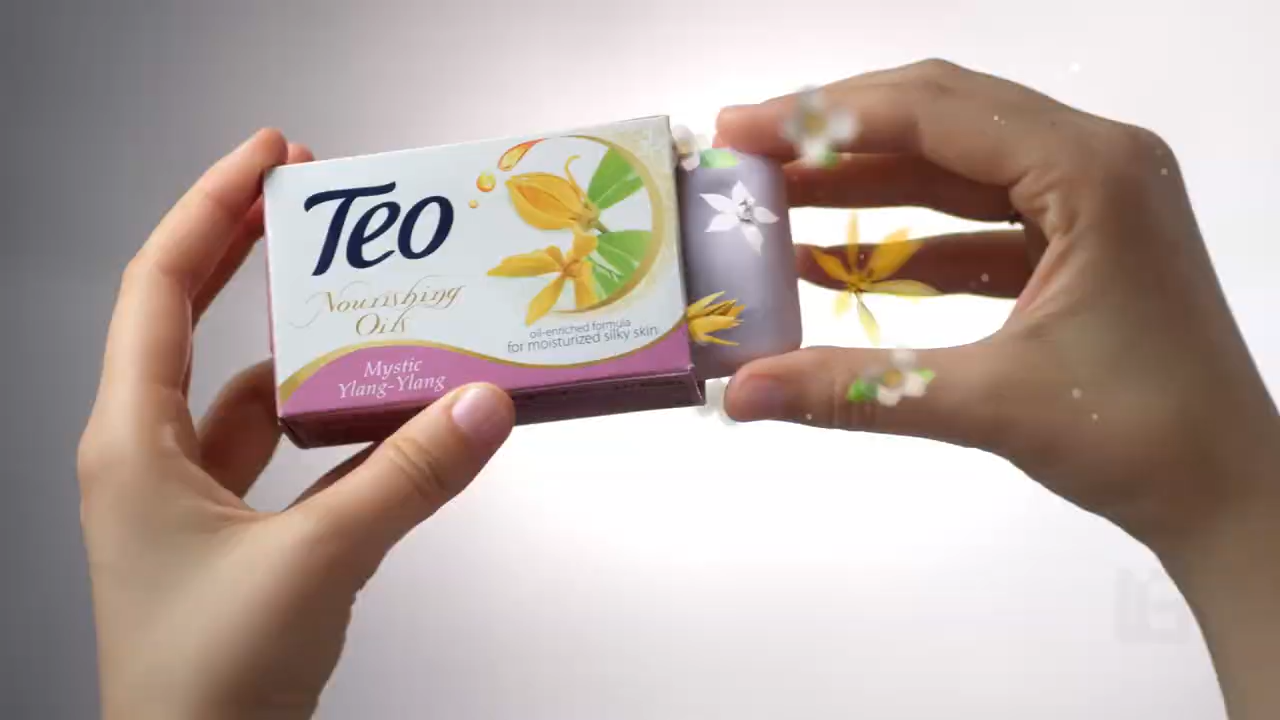 Teo
Nourishing
Oils
oil-enriched formula
for moisturized silky skin
Mystic
Ylang-Ylang